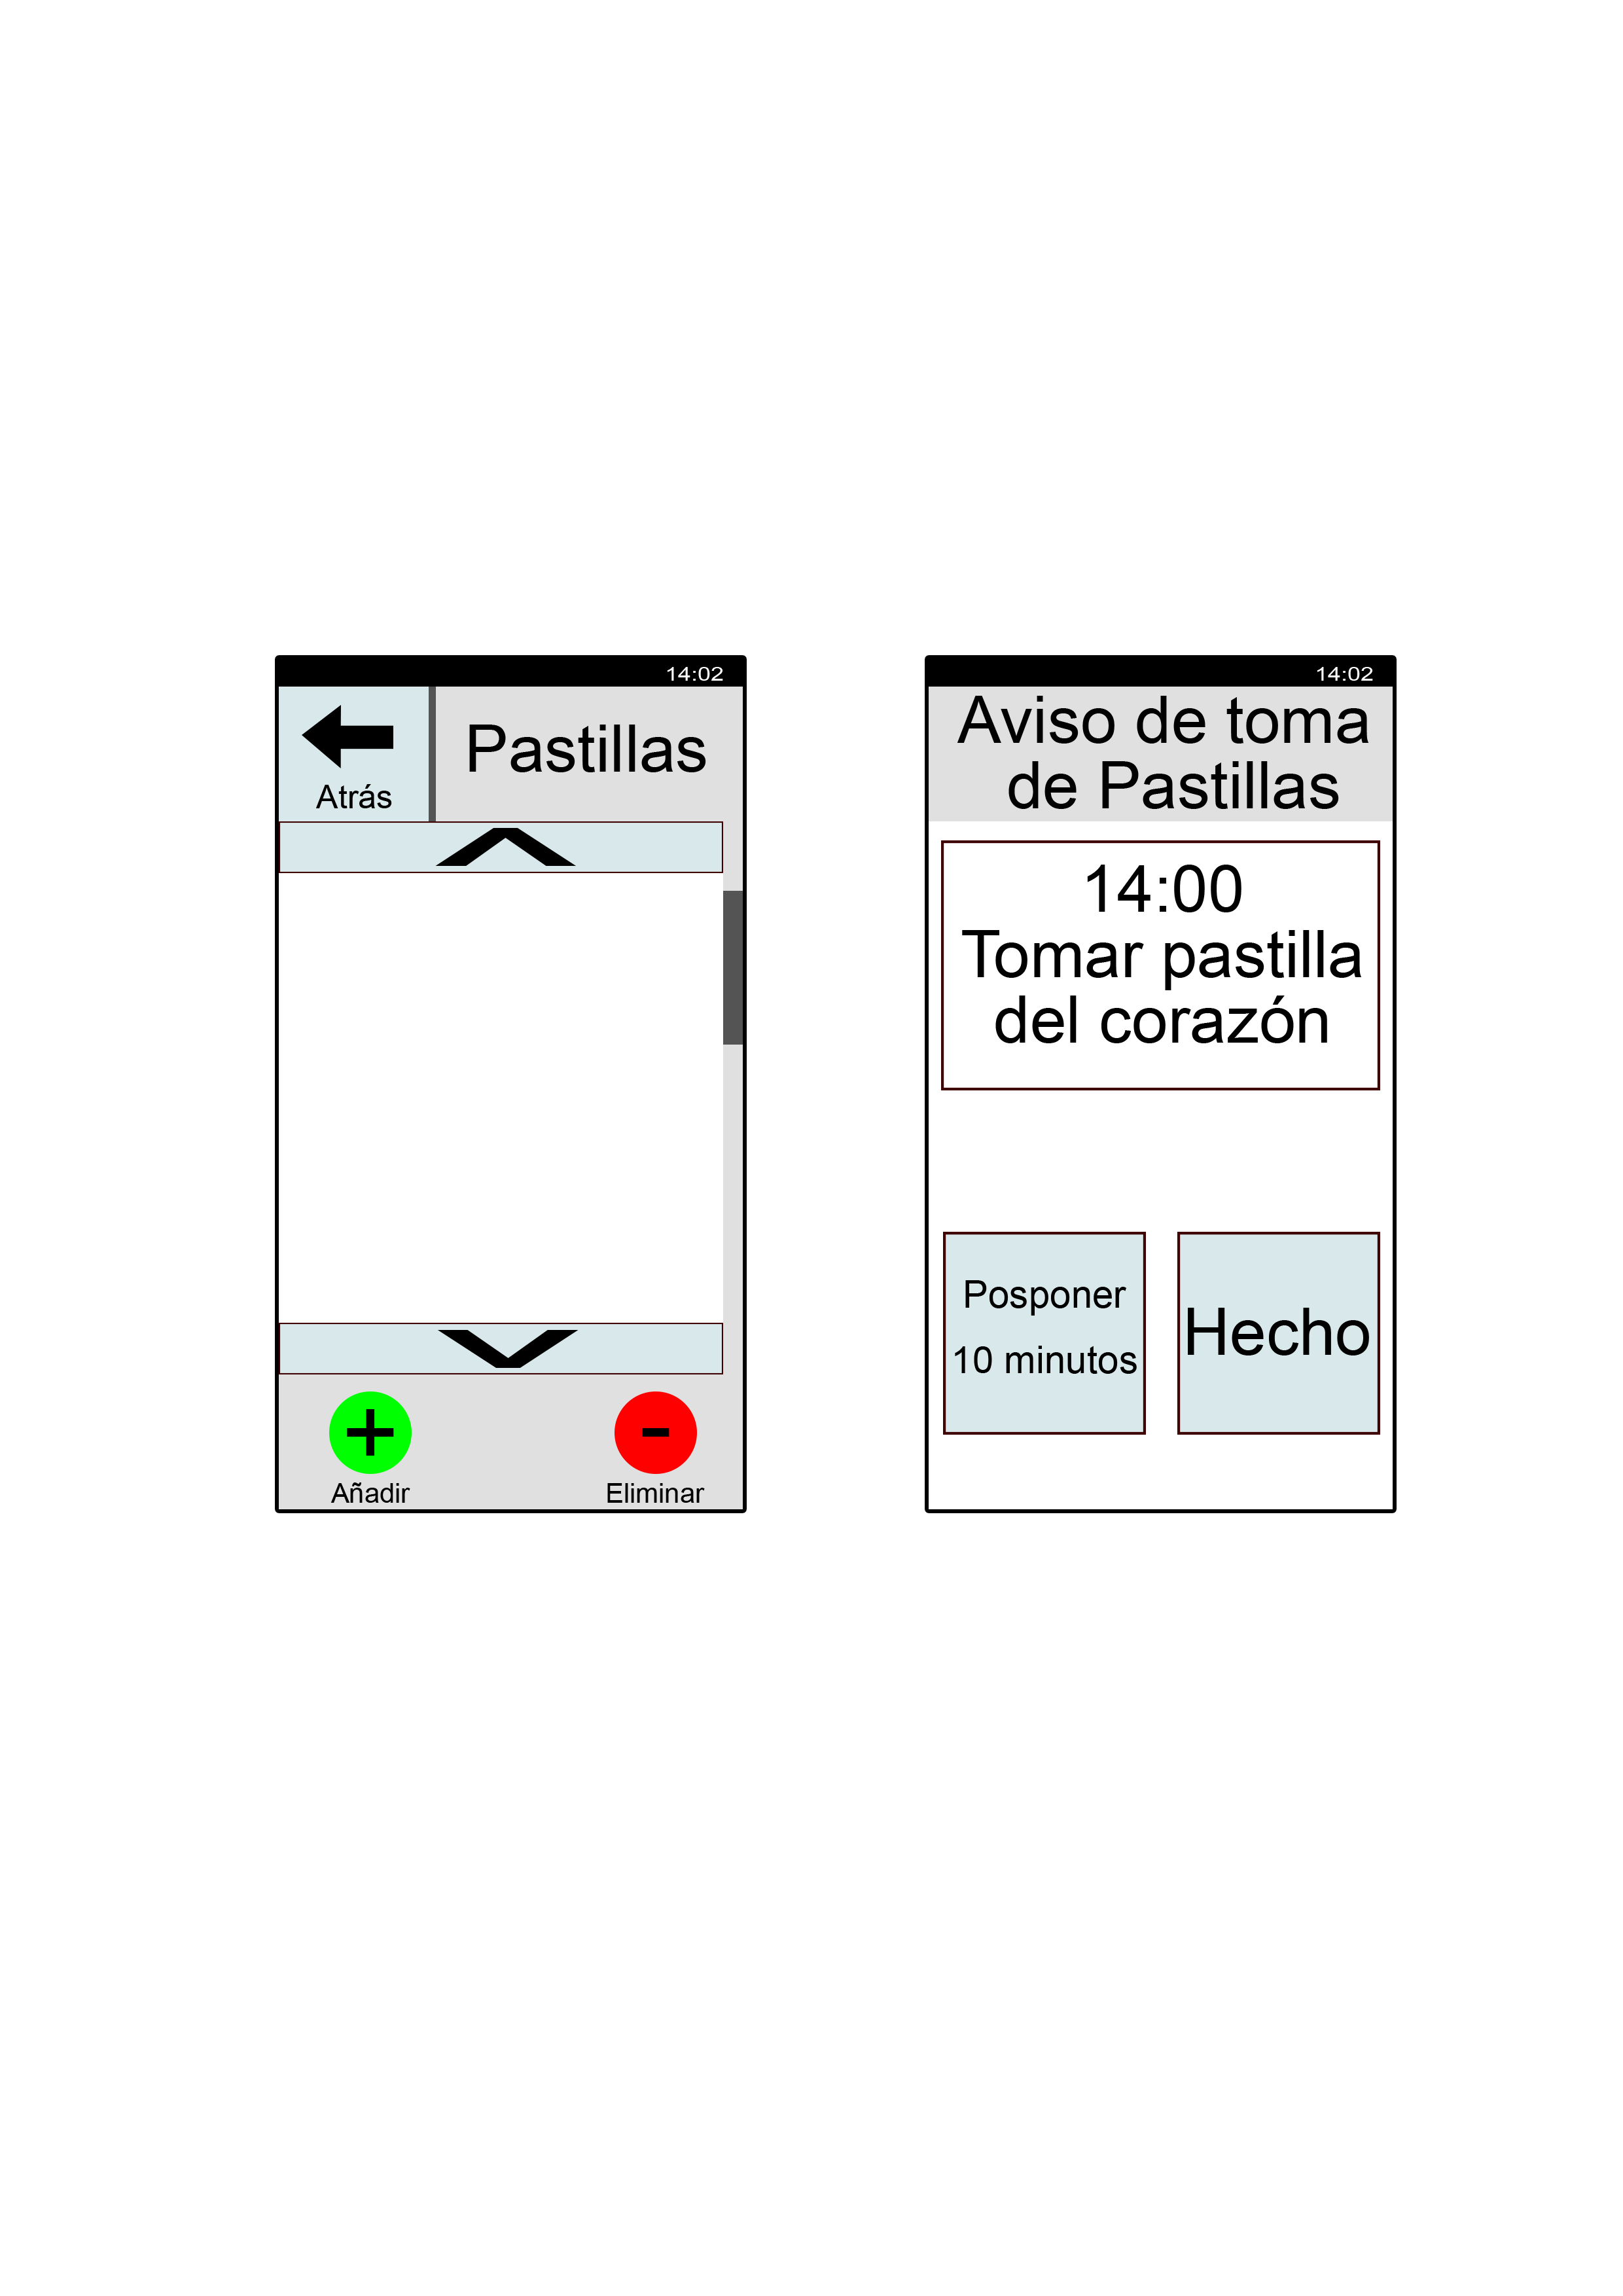 14:02
Atrás
Pastillas
+
Añadir
-
Eliminar
14:02
Aviso de toma
de Pastillas
14:00
Tomar pastilla
del corazón
Posponer
10 minutos
Hecho